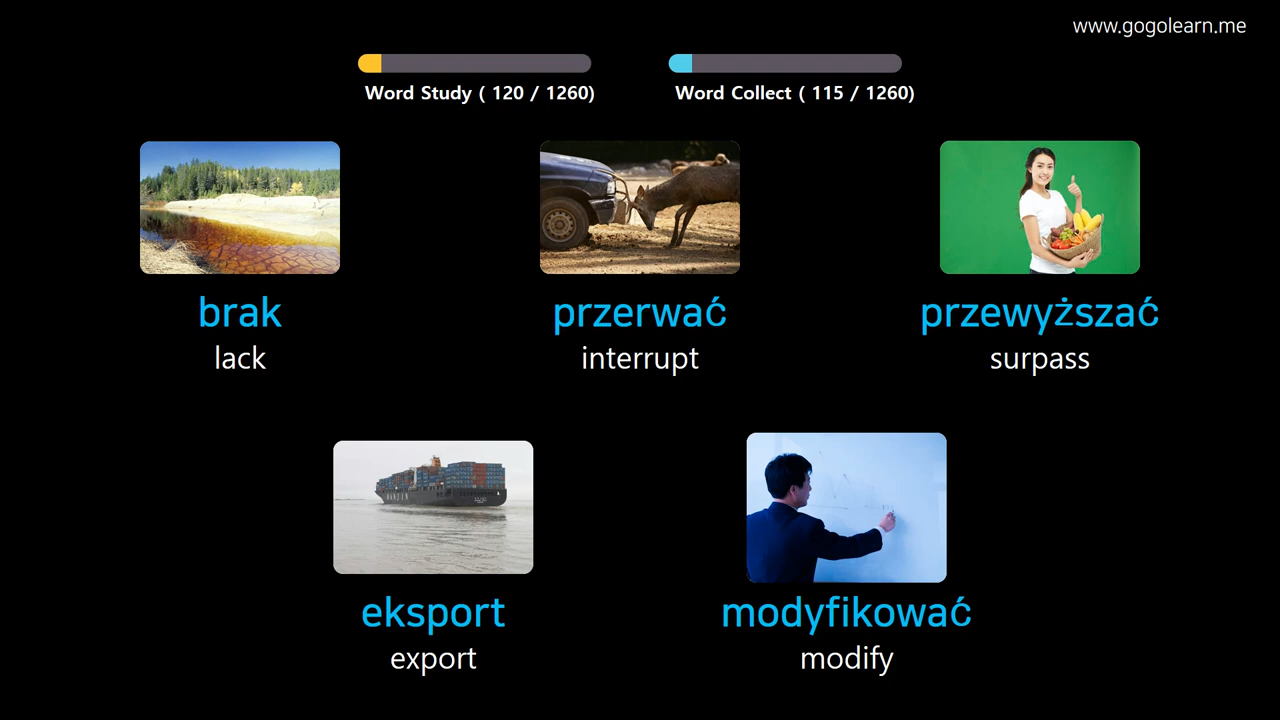 www.gogolearn.me
Word Study ( 120 / 1260)
Word Collect ( 115 / 1260)
brak
lack
przerwać
interrupt
przewyższać
surpass
eksport
export
modyfikować
modify